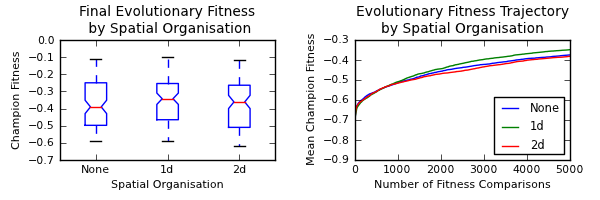 Final Evolutionary Fitness
by Spatial Organisation
0.0
−0.1
−0.2
−0.3
−0.4
−0.5
−0.6
−0.7
Champion Fitness
None 1d 2d
Spatial Organisation
Evolutionary Fitness Trajectory
by Spatial Organisation
−0.3
−0.4
−0.5
−0.6
−0.7
−0.8
−0.9
Mean Champion Fitness
None
1d
2d
0 1000 2000 3000 4000 5000
Number of Fitness Comparisons